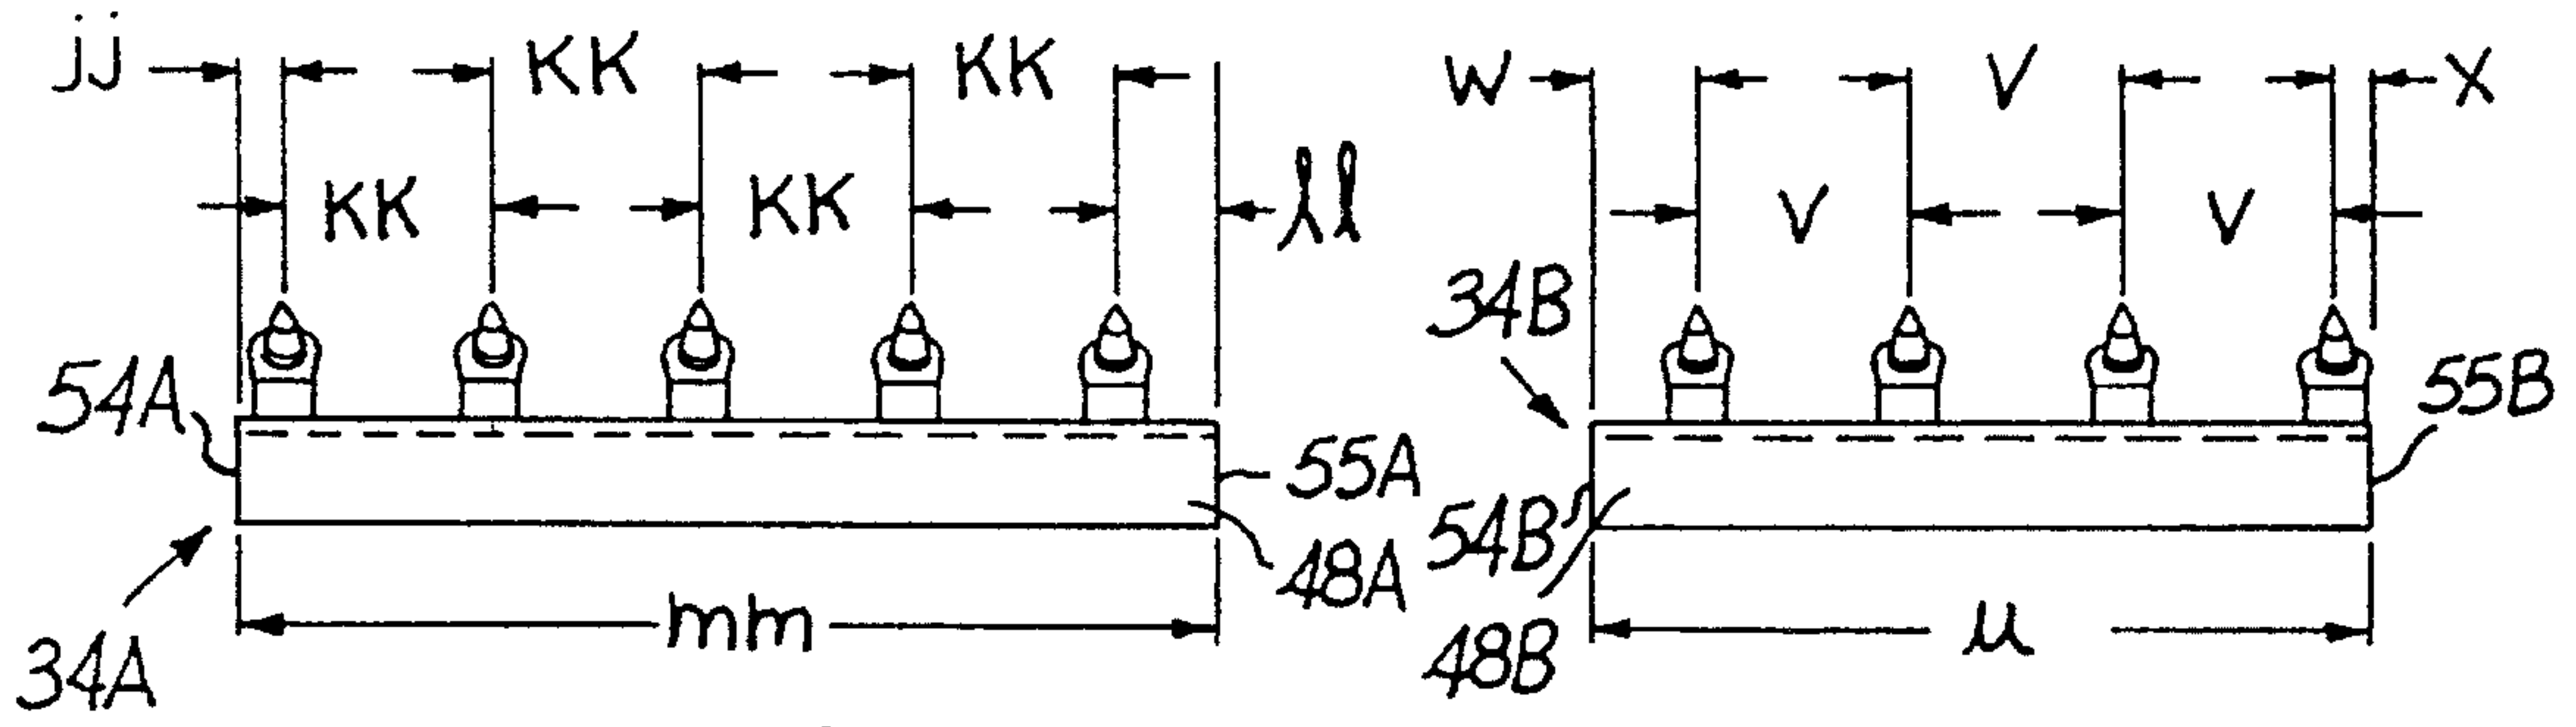 jj KK KK W V X
KK KK ll V V
34B
54A 55B
55A
54B
48A
mm u
34A 48B